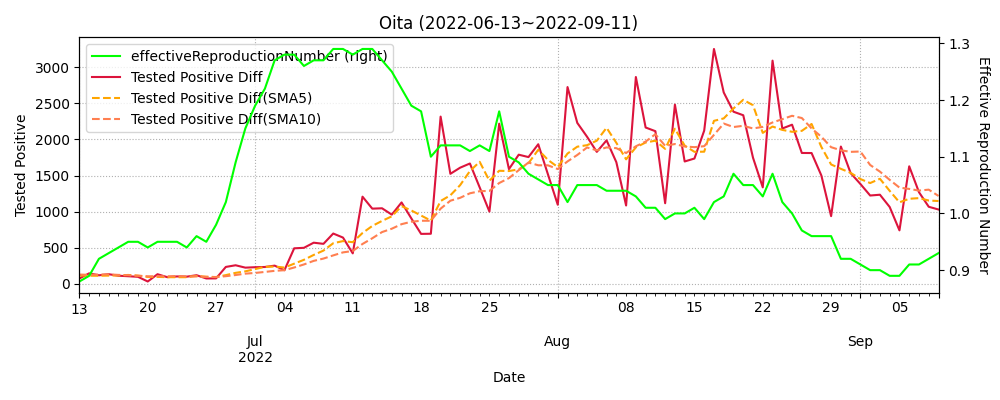 Oita (2022-06-13~2022-09-11)
effectiveReproductionNumber (right)
Tested Positive Diff
Tested Positive Diff(SMA5)
Tested Positive Diff(SMA10)
Tested Positive
3000
2500
2000
1500
1000
500
0
1.3
1.2
1.1
1.0
0.9
Effective Reproduction Number
13 20 27 04 11 18 25 08 15 22 29 05
Jul Aug Sep
2022
Date